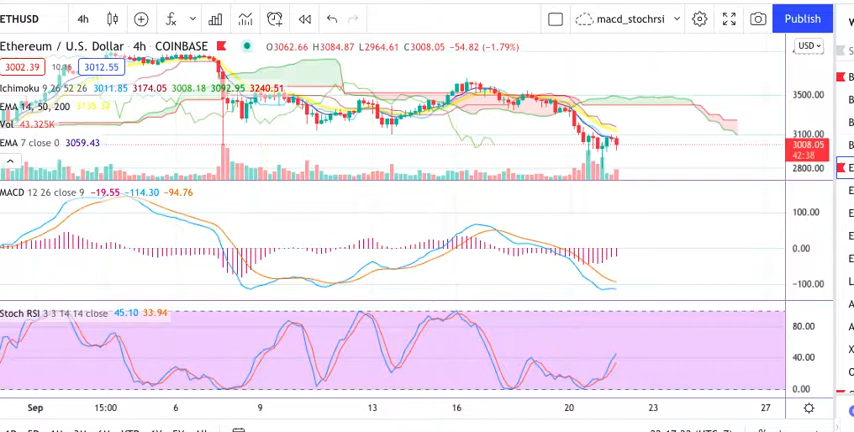 ETHUSD 4h macd_stochrsi Publish
Ethereum / U.S. Dollar 4h COINBASE O3062.66 H3084.87 L2964.61 C3008.05 −54.82 (−1.79%) USD
3002.39 3012.55
Ichimoku 9 26 52 26 3011.85 3174.05 3008.18 3092.95 3240.51
3500.00
EMA 14, 50, 200
Vol 43.325K
3100.00
EMA 7 close 0 3059.43
3008.05
42:38
2800.00
MACD 12 26 close 9 −19.55 −114.30 −94.76
100.00
0.00
−100.00
Stoch RSI 3 3 14 14 close 45.10 33.94
80.00
40.00
0.00
Sep 15:00 6 9 13 16 20 23 27